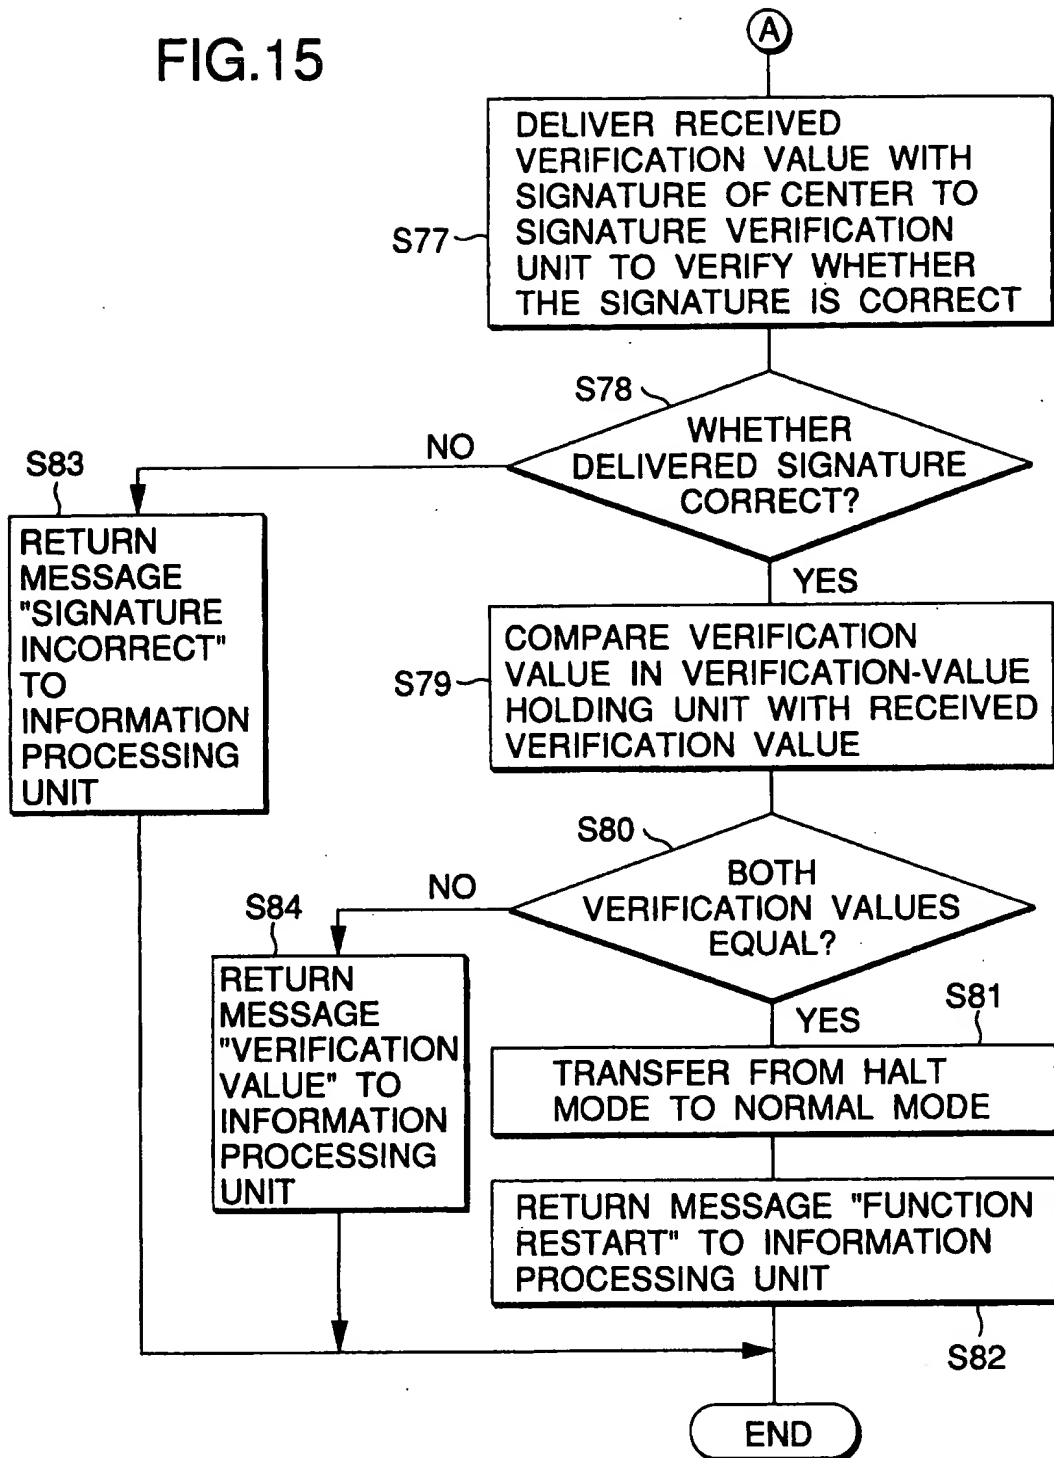 FIG.15
A
S77
DELIVER RECEIVED
VERIFICATION VALUE WITH
SIGNATURE OF CENTER TO
SIGNATURE VERIFICATION
UNIT TO VERIFY WHETHER
THE SIGNATURE IS CORRECT
S78
WHETHER
DELIVERED SIGNATURE
CORRECT?
NO
YES
S83
RETURN
MESSAGE
"SIGNATURE
INCORRECT"
TO
INFORMATION
PROCESSING
UNIT
S79
COMPARE VERIFICATION
VALUE IN VERIFICATION-VALUE
HOLDING UNIT WITH RECEIVED
VERIFICATION VALUE
S80
BOTH
VERIFICATION VALUES
EQUAL?
NO
YES
S84
RETURN
MESSAGE
"VERIFICATION
VALUE" TO
INFORMATION
PROCESSING
UNIT
S81
TRANSFER FROM HALT
MODE TO NORMAL MODE
RETURN MESSAGE "FUNCTION
RESTART" TO INFORMATION
PROCESSING UNIT
S82
END